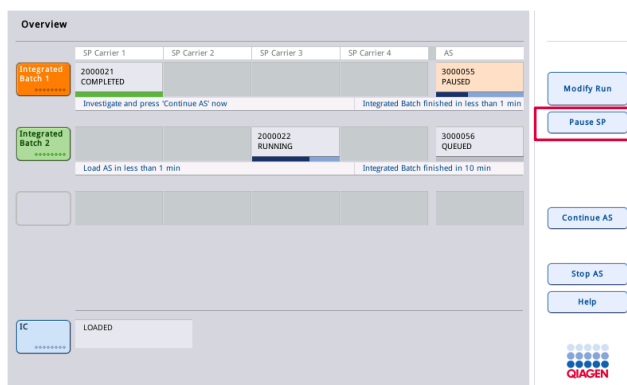 Overview
SP Carrier 1 SP Carrier 2 SP Carrier 3 SP Carrier 4 AS
Integrated
Batch 1
2000021
COMPLETED
3000055
PAUSED
Investigate and press 'Continue AS' now
Integrated Batch finished in less than 1 min
Integrated
Batch 2
2000022
RUNNING
3000056
QUEUED
Load AS in less than 1 min
Integrated Batch finished in 10 min
IC
LOADED
Modify Run
Pause SP
Continue AS
Stop AS
Help
QIAGEN